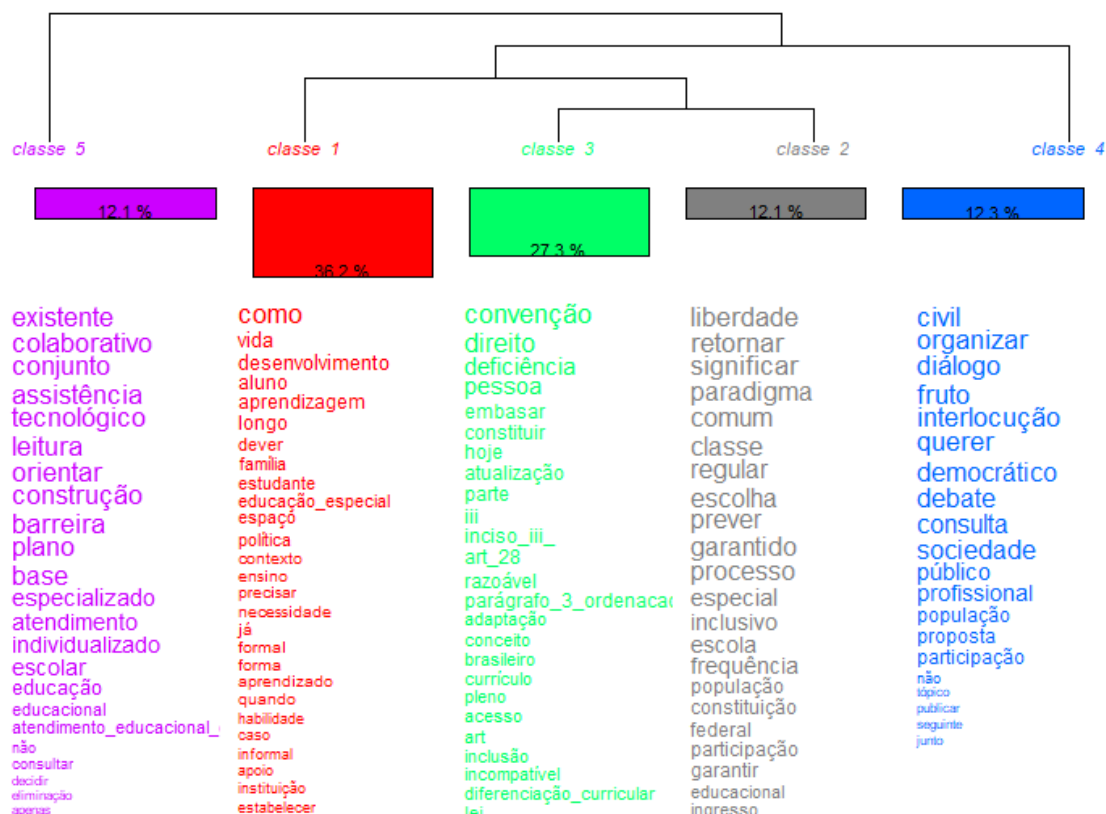 classe 5
classe 1
classe 3
classe 2
classe 4
12.1 %
36.2 %
27.3 %
12.1 %
12.3 %
existente
colaborativo
conjunto
assistência
tecnológico
leitura
orientar
construção
barreira
plano
base
especializado
atendimento
individualizado
escolar
educação
educacional
atendimento_educacional_
não
consultar
decidir
eliminação
apenas
como
vida
desenvolvimento
aluno
aprendizagem
longo
dever
família
estudante
educação_especial
espaço
política
contexto
ensino
precisar
necessidade
já
formal
forma
aprendizado
quando
habilidade
caso
informal
apoio
instituição
estabelecer
convenção
direito
deficiência
pessoa
embasar
constituir
hoje
atualização
parte
iii
inciso_iii_
art_28
razoável
parágrafo_3_ordenaca
adaptação
conceito
brasileiro
currículo
pleno
acesso
art
inclusão
incompatível
diferenciação_curricular
lei
liberdade
retornar
significar
paradigma
comum
classe
regular
escolha
prever
garantido
processo
especial
inclusivo
escola
frequência
população
constituição
federal
participação
garantir
educacional
ingresso
civil
organizar
diálogo
fruto
interlocução
querer
democrático
debate
consulta
sociedade
público
profissional
população
proposta
participação
não
tópico
publicar
seguinte
junto